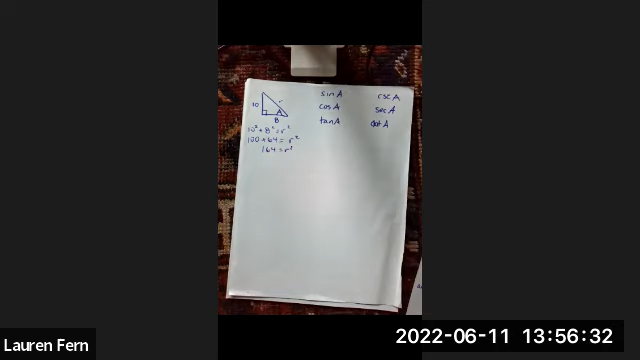 sin A csc A
cos A sec A
tan A cot A
10
r
A
8
10² + 8² = r²
100 + 64 = r²
164 = r²
Lauren Fern
2022-06-11 13:56:32